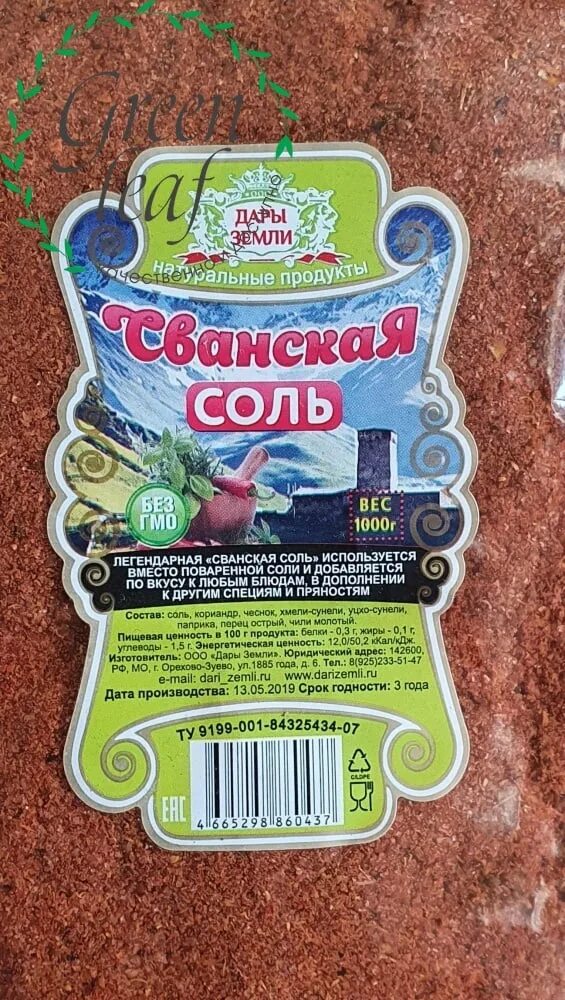 Green
leaf
ДАРЫ
ЗЕМЛИ
натуральные продукты
Сванская
СОЛЬ
БЕЗ
ГМО
ВЕС
1000г
ЛЕГЕНДАРНАЯ «СВАНСКАЯ СОЛЬ» ИСПОЛЬЗУЕТСЯ
ВМЕСТО ПОВАРЕННОЙ СОЛИ И ДОБАВЛЯЕТСЯ
ПО ВКУСУ К ЛЮБЫМ БЛЮДАМ, В ДОПОЛНЕНИИ
К ДРУГИМ СПЕЦИЯМ И ПРЯНОСТЯМ
Состав: соль, кориандр, чеснок, хмели-сунели, уцхо-сунели,
паприка, перец острый, чили молотый.
Пищевая ценность в 100 г продукта: белки - 0,3 г, жиры - 0,1 г,
углеводы - 1,5 г. Энергетическая ценность: 12,0/50,2 кКал/кДж.
Изготовитель: ООО «Дары Земли». Юридический адрес: 142600,
РФ, МО, г. Орехово-Зуево, ул.1885 года, д. 6. Тел.: 8(925)233-51-47
e-mail: dari_zemli.ru www.darizemli.ru
Дата производства: 13.05.2019 Срок годности: 3 года
ТУ 9199-001-84325434-07
EAC
4 665298 860437
C/LDPE